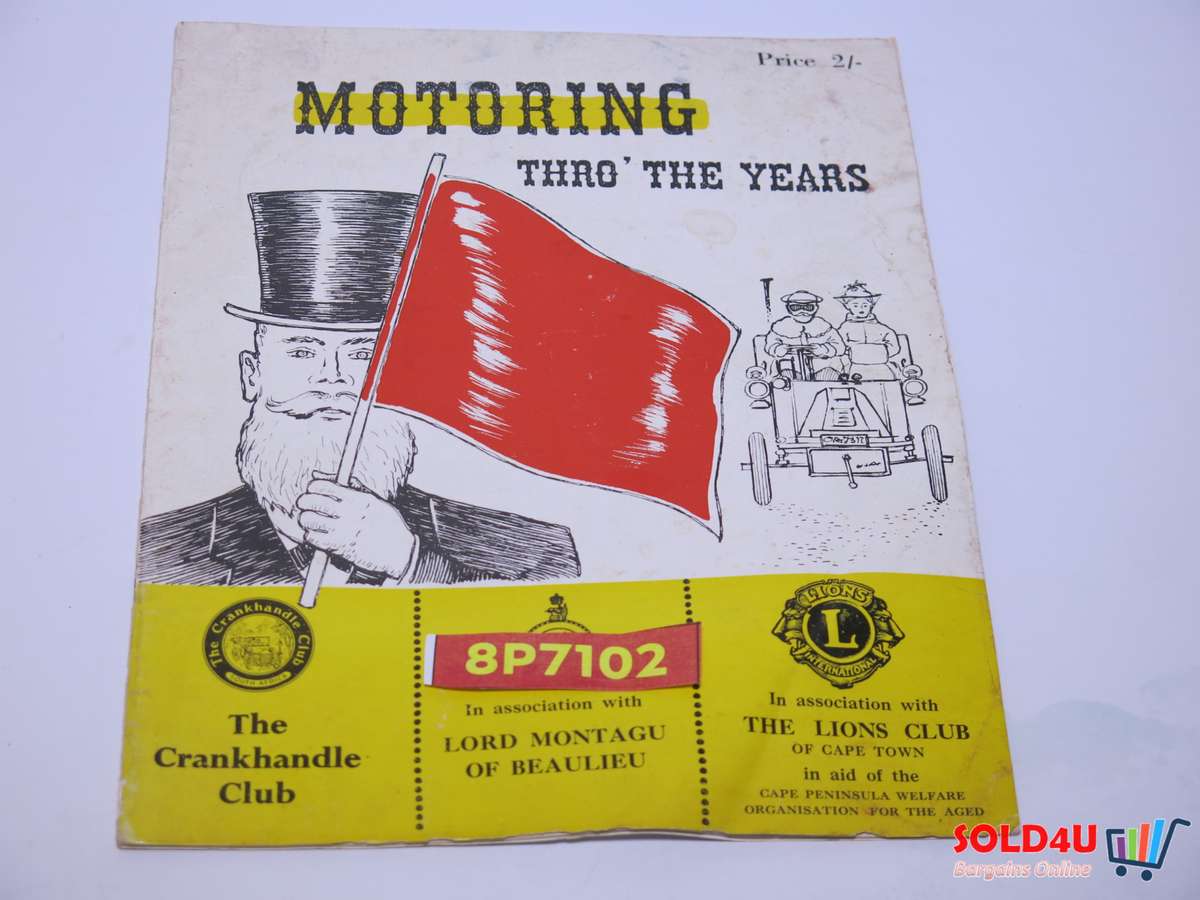 Price 2/-
MOTORING
THRO' THE YEARS
The Crankhandle Club
SOUTH AFRICA
The
Crankhandle
Club
8P7102
In association with
LORD MONTAGU
OF BEAULIEU
LIONS
L
INTERNATIONAL
In association with
THE LIONS CLUB
OF CAPE TOWN
in aid of the
CAPE PENINSULA WELFARE
ORGANISATION FOR THE AGED
SOLD4U
Bargains Online